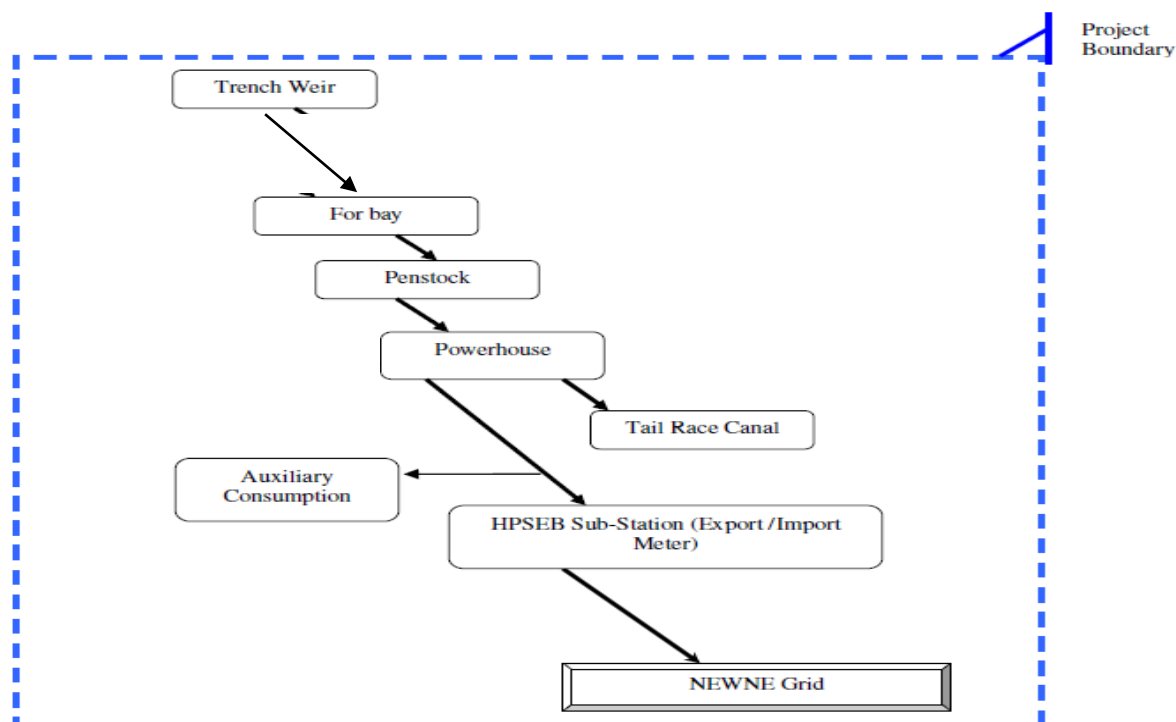 Project
Boundary
Trench Weir
For bay
Penstock
Powerhouse
Tail Race Canal
Auxiliary
Consumption
HPSEB Sub-Station (Export /Import
Meter)
NEWNE Grid